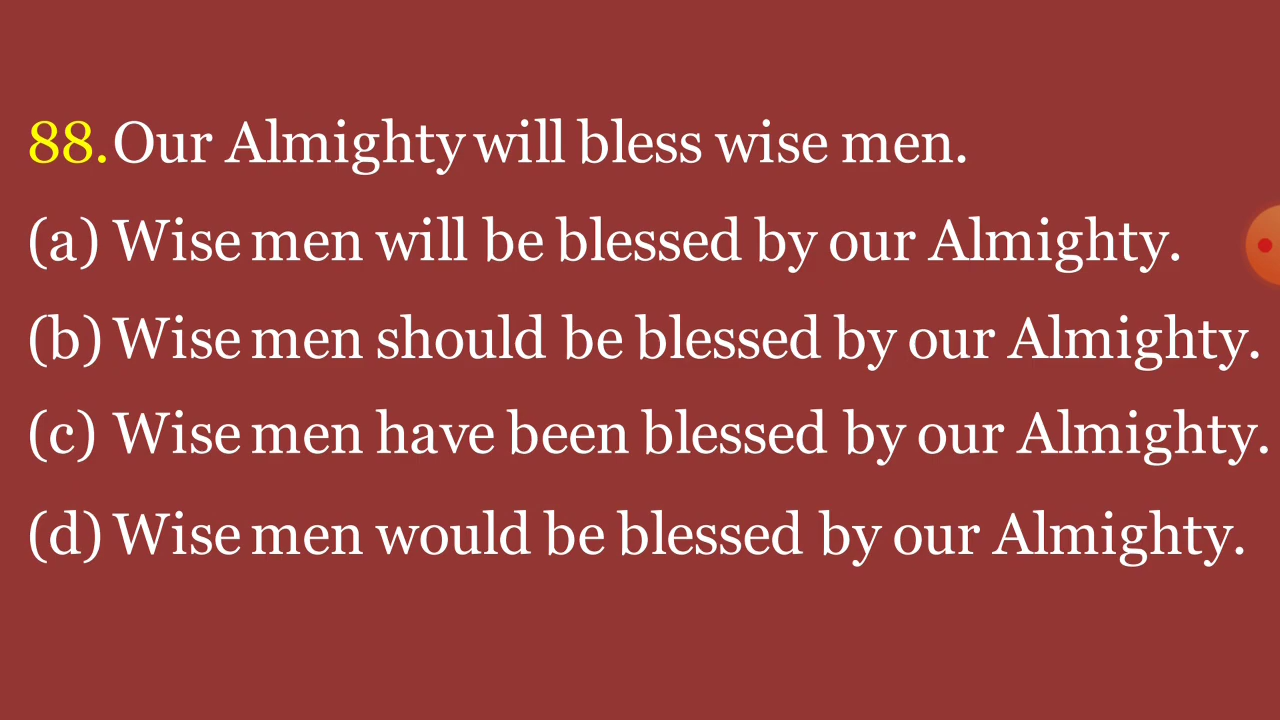 88.Our Almighty will bless wise men.
(a) Wise men will be blessed by our Almighty.
(b) Wise men should be blessed by our Almighty.
(c) Wise men have been blessed by our Almighty.
(d) Wise men would be blessed by our Almighty.